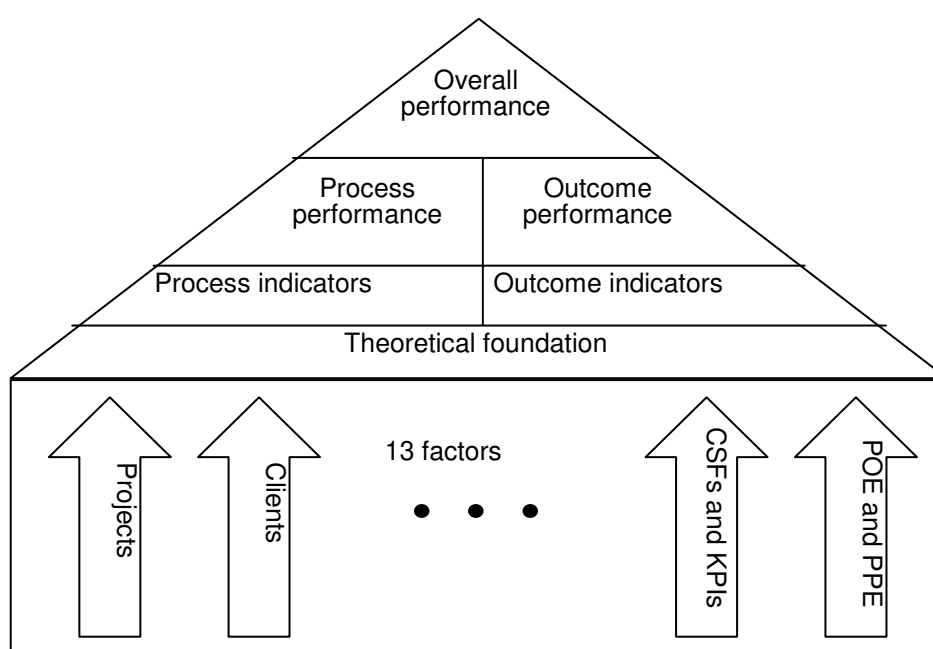 Overall
performance
Process
performance
Outcome
performance
Process indicators
Outcome indicators
Theoretical foundation
Projects
Clients
13 factors
CSFs and KPIs
POE and PPE